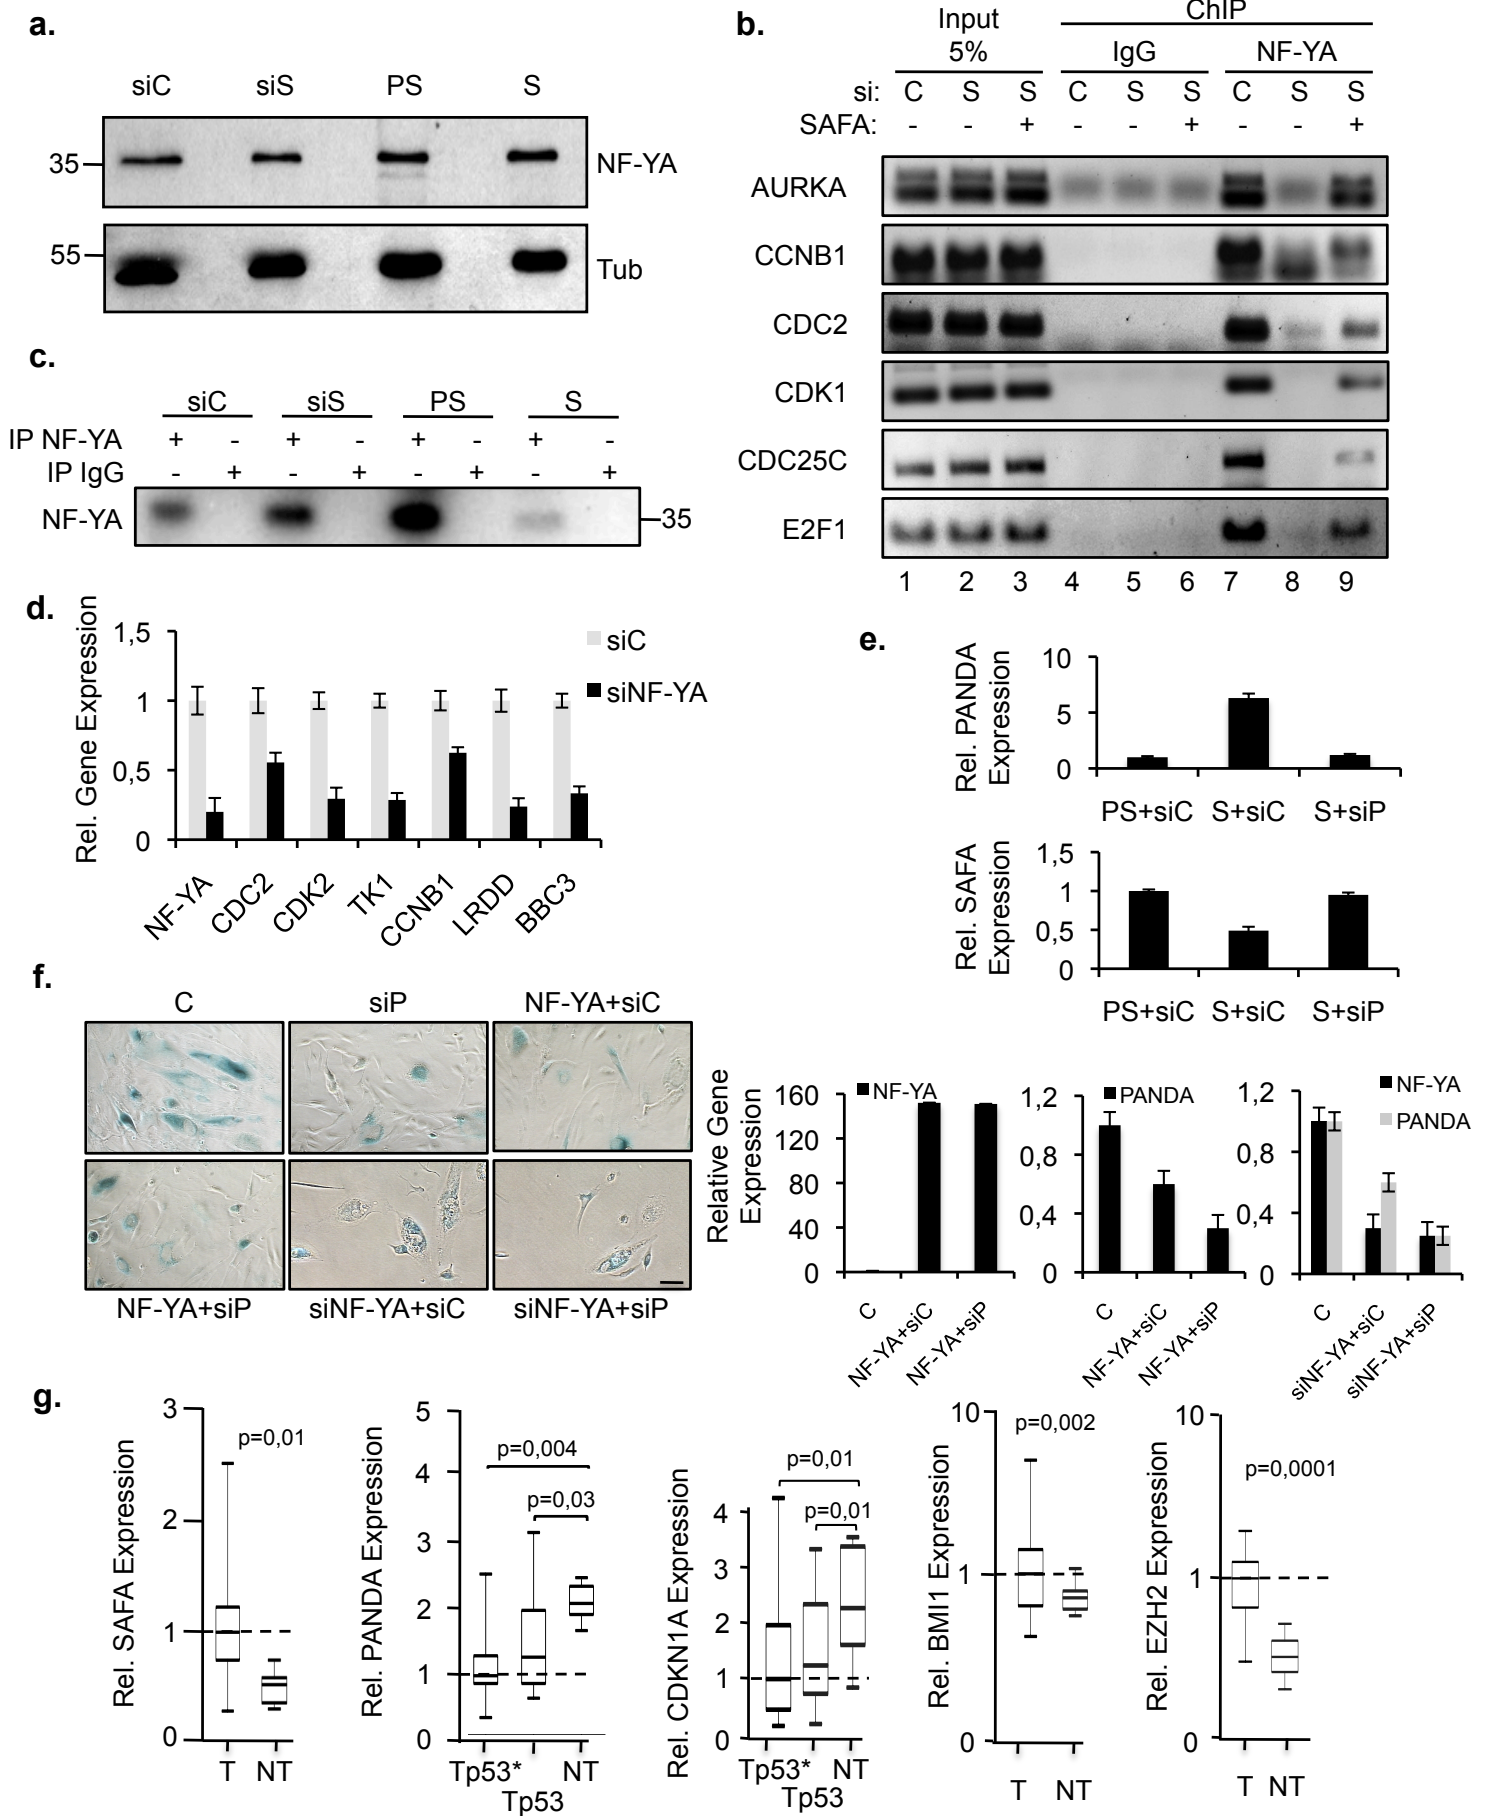 a.
siC siS PS S
35 NF-YA
55 Tub
b.
Input ChIP
5% IgG NF-YA
si: C S S C S S C S S
SAFA: - - + - - + - - +
AURKA
CCNB1
CDC2
CDK1
CDC25C
E2F1
1 2 3 4 5 6 7 8 9
c.
siC siS PS S
IP NF-YA + - + - + - + -
IP IgG - + - + - + - +
NF-YA 35
d.
Rel. Gene Expression
1,5
1
0,5
0
siC
siNF-YA
NF-YA CDC2 CDK2 TK1 CCNB1 LRDD BBC3
e.
Rel. PANDA
Expression
10
5
0
PS+siC S+siC S+siP
Rel. SAFA
Expression
1,5
1
0,5
0
PS+siC S+siC S+siP
f.
C siP NF-YA+siC
NF-YA+siP siNF-YA+siC siNF-YA+siP
Relative Gene
Expression
160
120
80
40
0
NF-YA
C NF-YA+siC NF-YA+siP
1,2
0,8
0,4
0
PANDA
C NF-YA+siC NF-YA+siP
1,2
0,8
0,4
0
NF-YA
PANDA
C siNF-YA+siC siNF-YA+siP
g.
Rel. SAFA Expression
3
2
1
0
p=0,01
T NT
Rel. PANDA Expression
5
4
3
2
1
0
p=0,004
p=0,03
Tp53* NT
Tp53
Rel. CDKN1A Expression
4
3
2
1
0
p=0,01
p=0,01
Tp53* NT
Tp53
Rel. BMI1 Expression
10
1
0
p=0,002
T NT
Rel. EZH2 Expression
10
1
0
p=0,0001
T NT